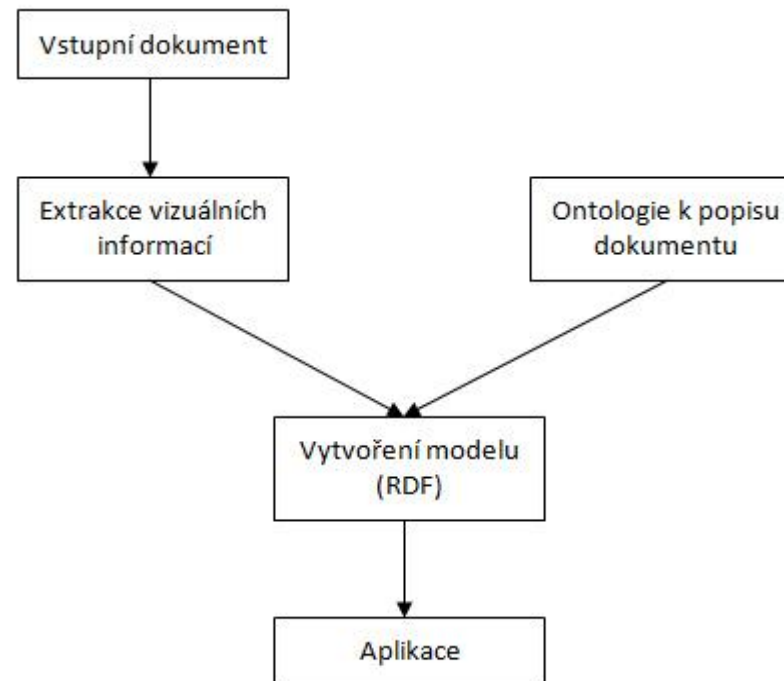 Vstupní dokument
Extrakce vizuálních
informací
Ontologie k popisu
dokumentu
Vytvoření modelu
(RDF)
Aplikace